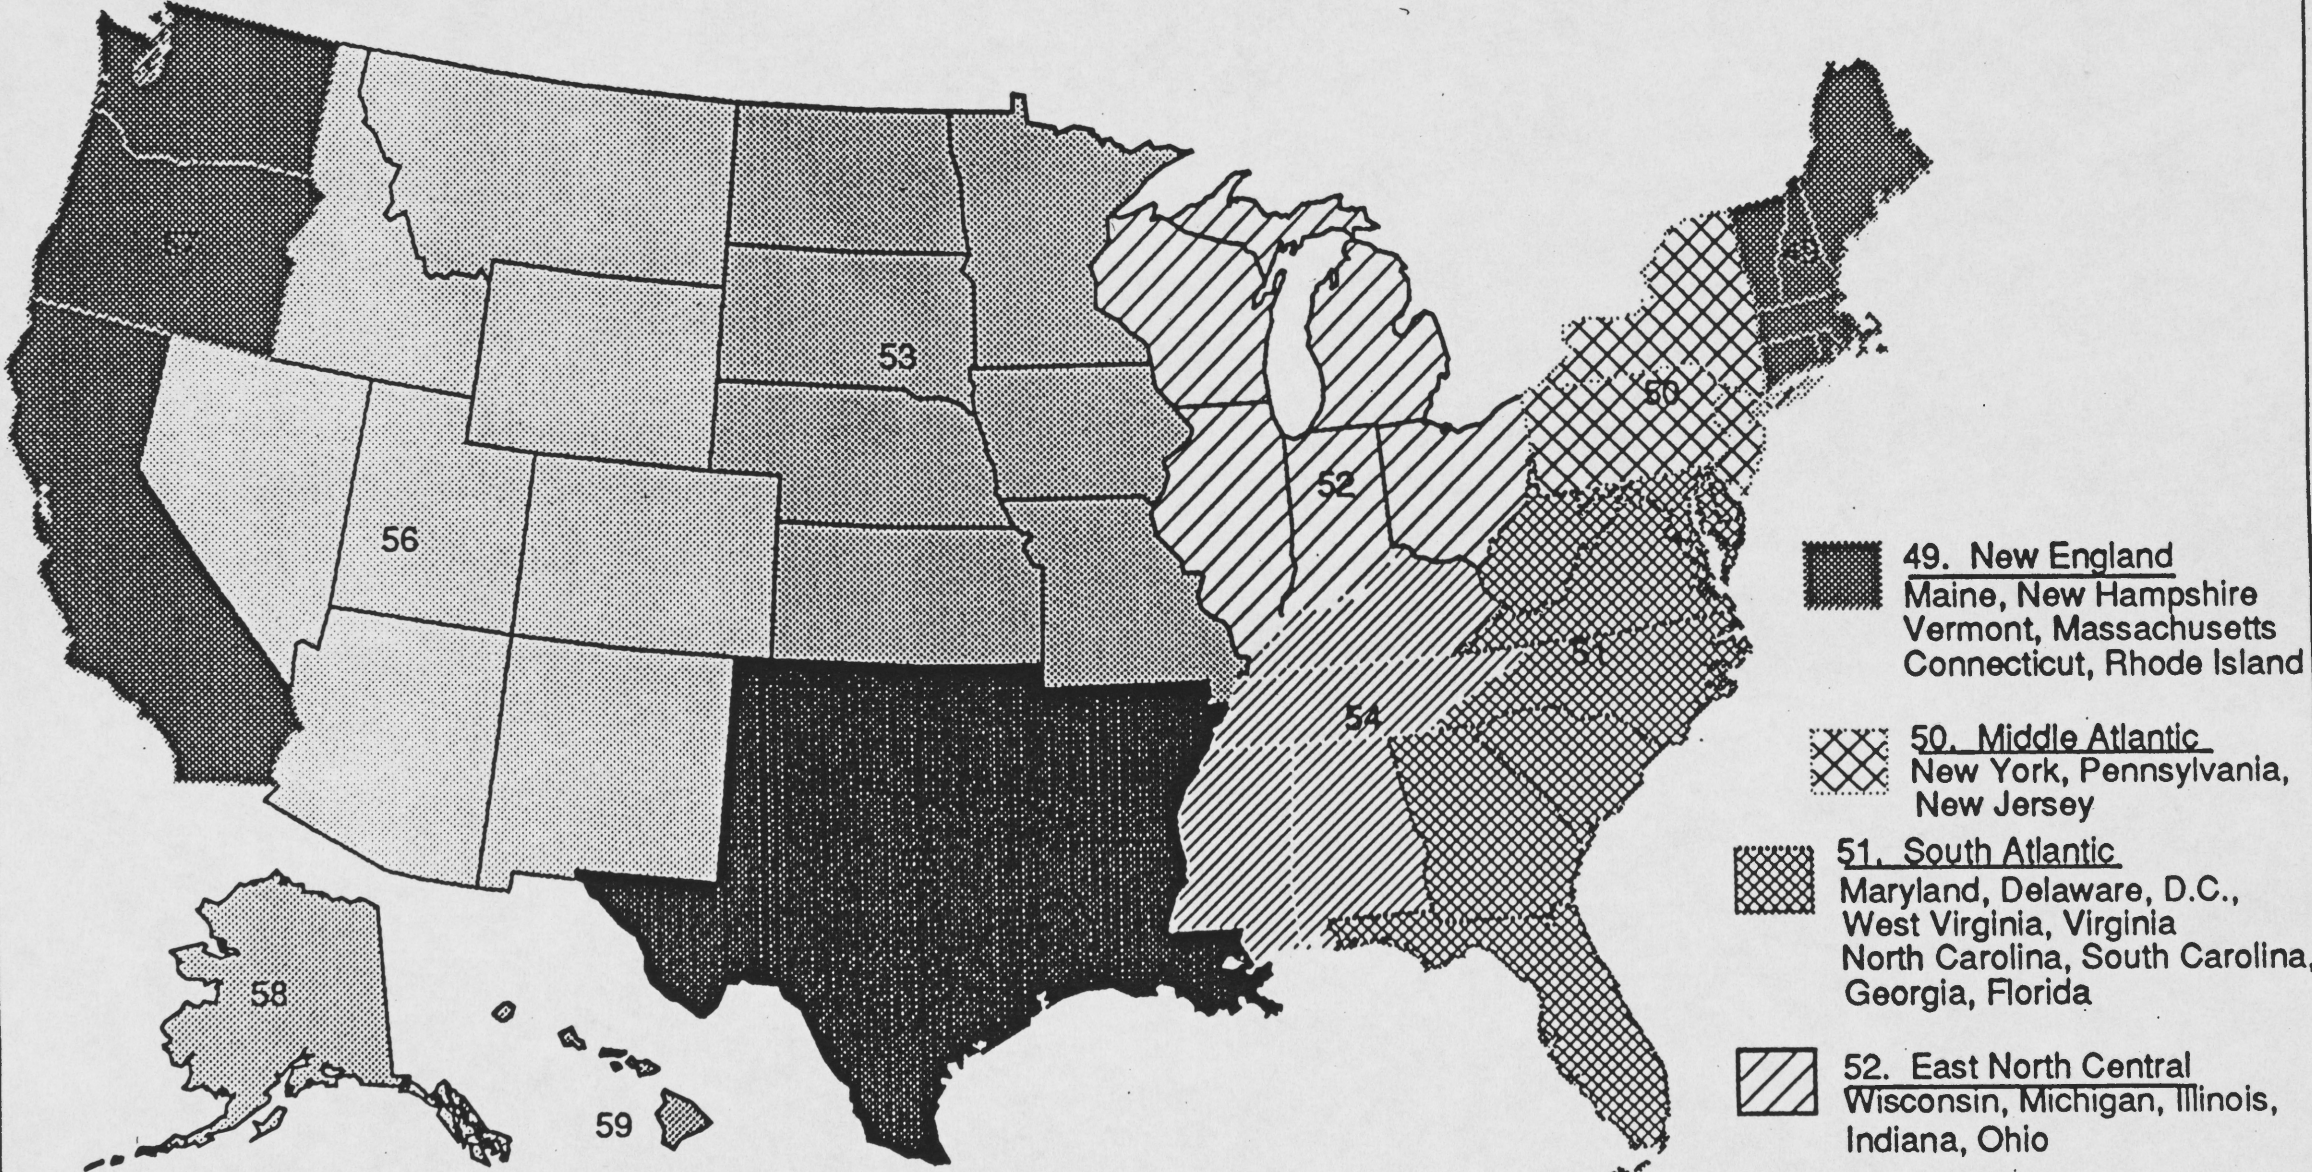 57
53
56
58
59
52
54
50
51
49
49. New England
Maine, New Hampshire
Vermont, Massachusetts
Connecticut, Rhode Island
50. Middle Atlantic
New York, Pennsylvania,
New Jersey
51. South Atlantic
Maryland, Delaware, D.C.,
West Virginia, Virginia
North Carolina, South Carolina,
Georgia, Florida
52. East North Central
Wisconsin, Michigan, Illinois,
Indiana, Ohio